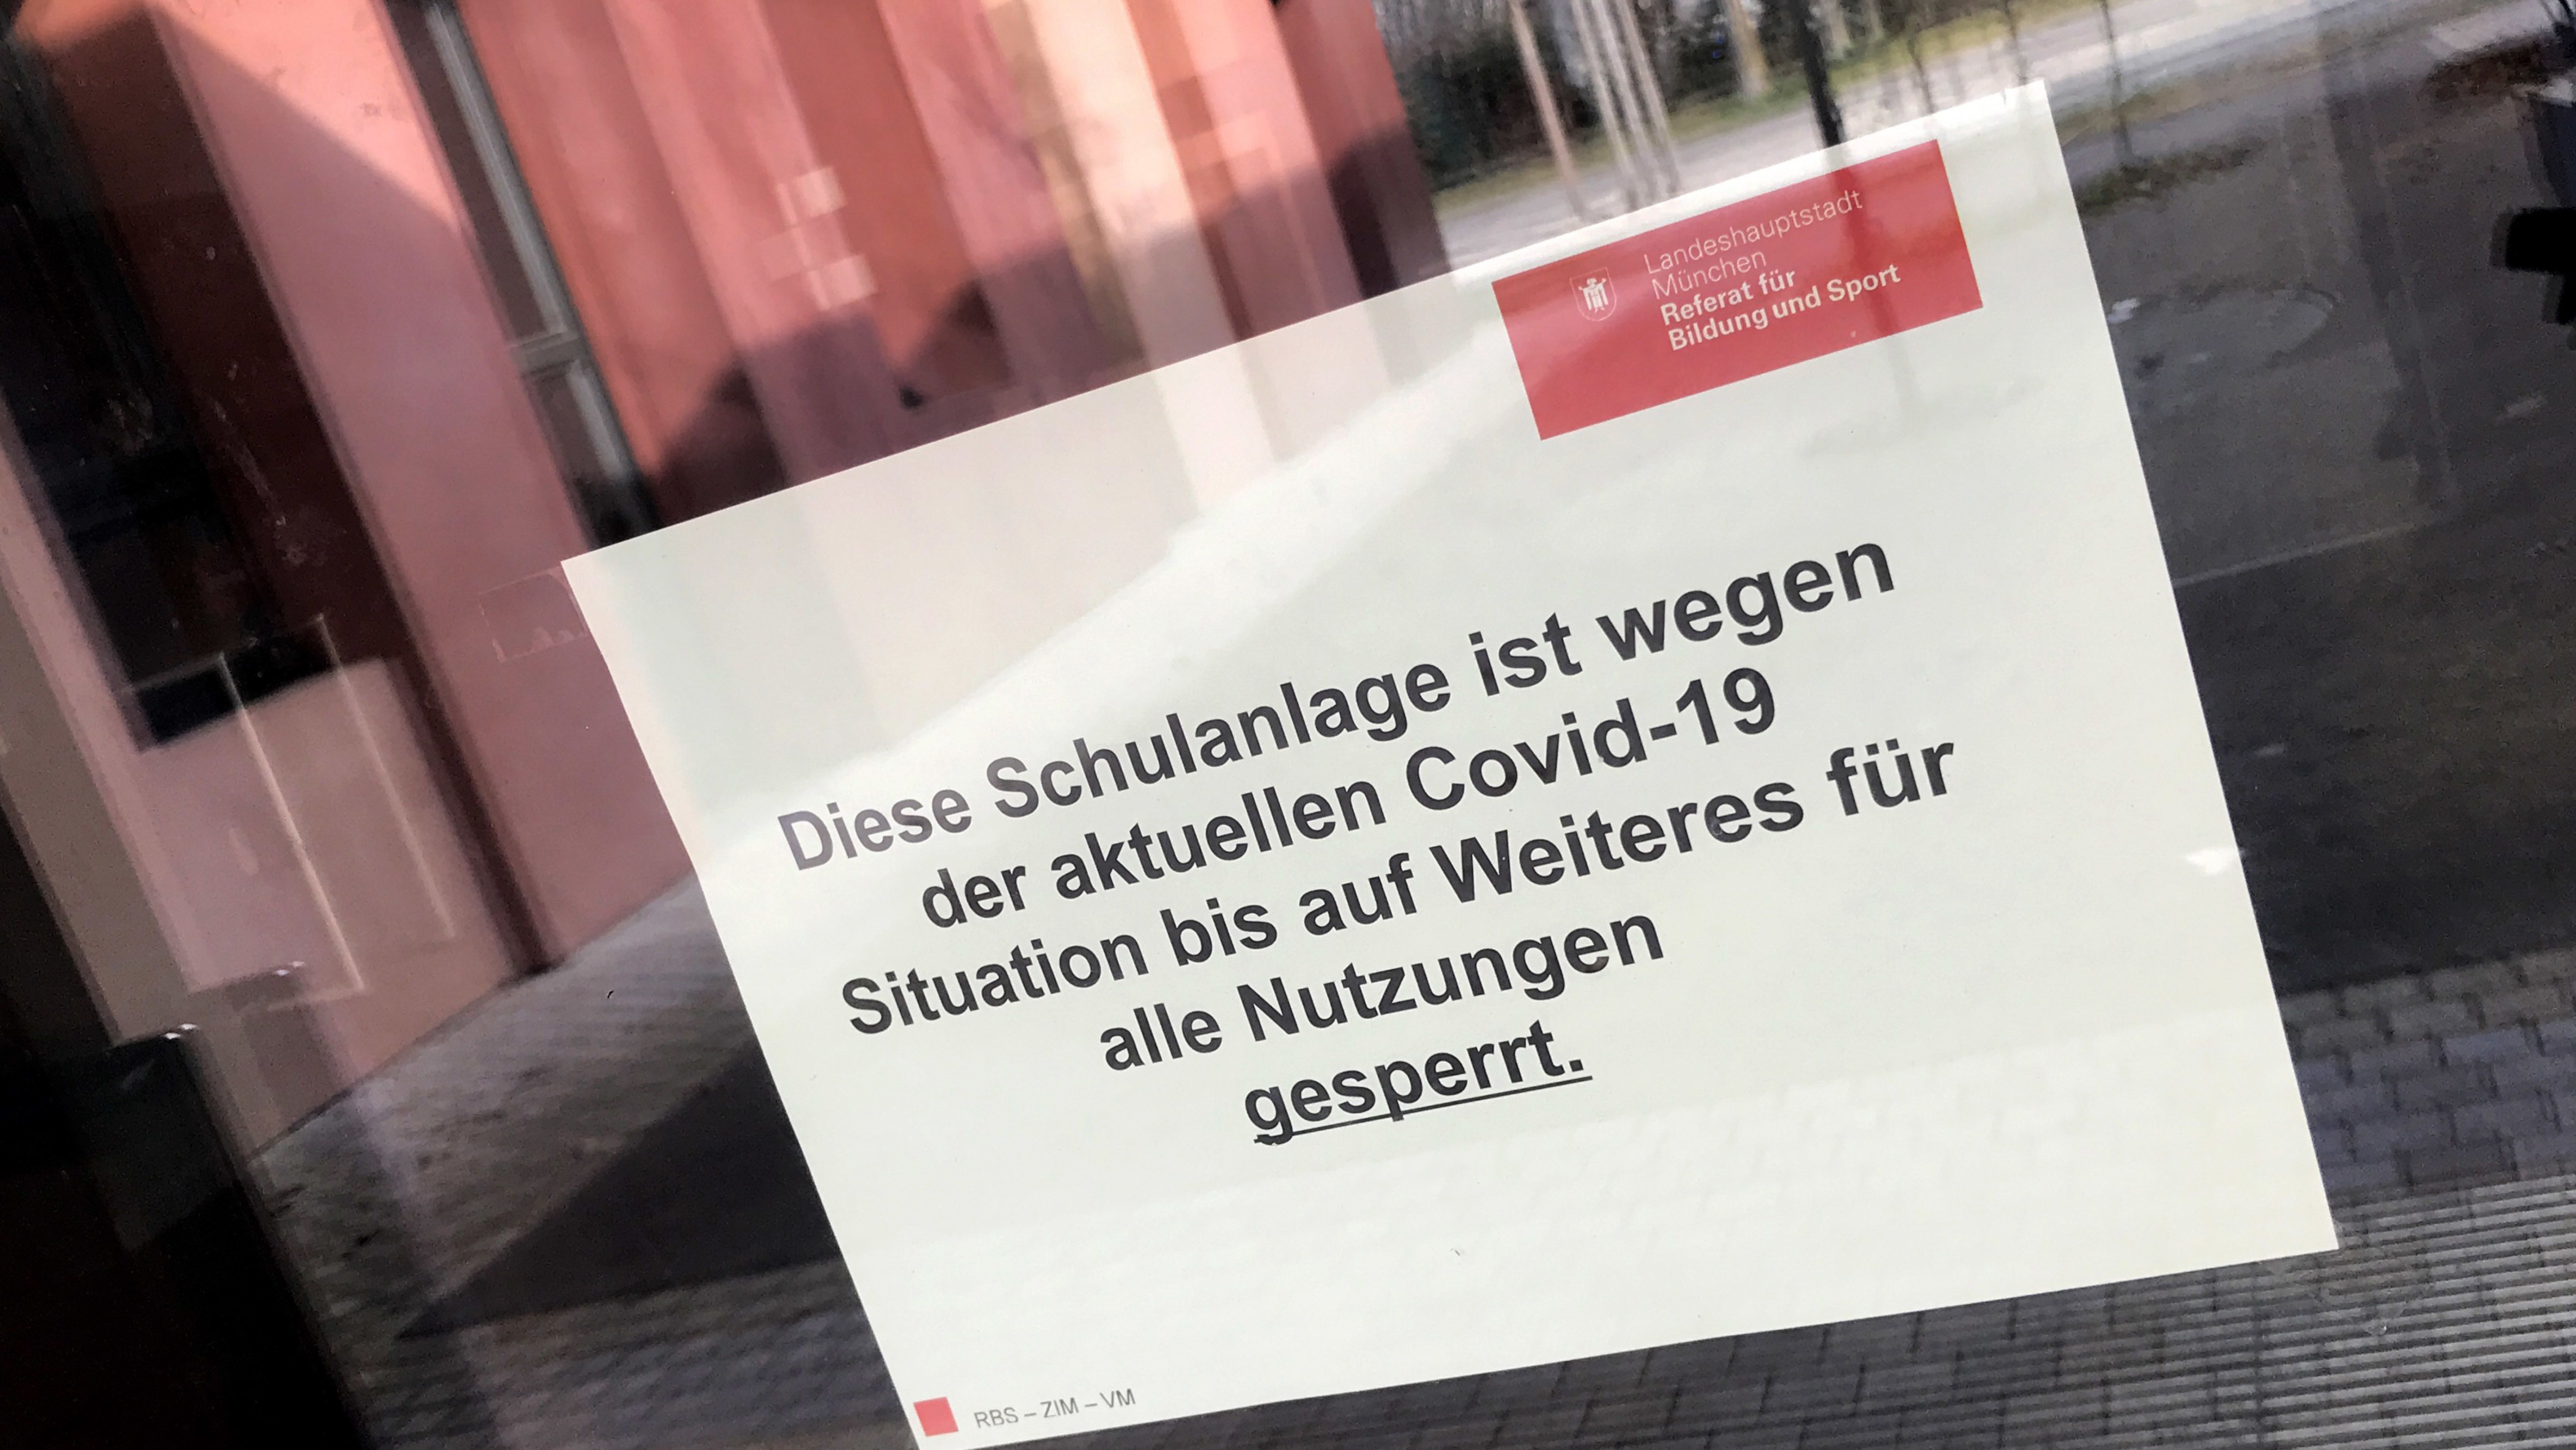 Landeshauptstadt
München
Referat für
Bildung und Sport
Diese Schulanlage ist wegen
der aktuellen Covid-19
Situation bis auf Weiteres für
alle Nutzungen
gesperrt.
RBS – ZIM – VM